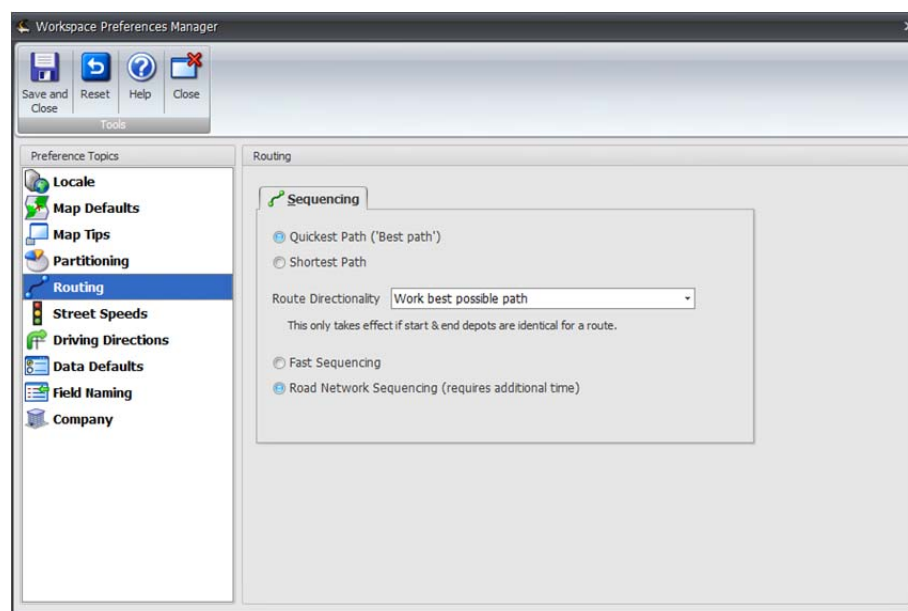 Workspace Preferences Manager
Save and Close
Reset
Help
Close
Tools
Preference Topics
Locale
Map Defaults
Map Tips
Partitioning
Routing
Street Speeds
Driving Directions
Data Defaults
Field Naming
Company
Routing
Sequencing
Quickest Path ('Best path')
Shortest Path
Route Directionality Work best possible path
This only takes effect if start & end depots are identical for a route.
Fast Sequencing
Road Network Sequencing (requires additional time)